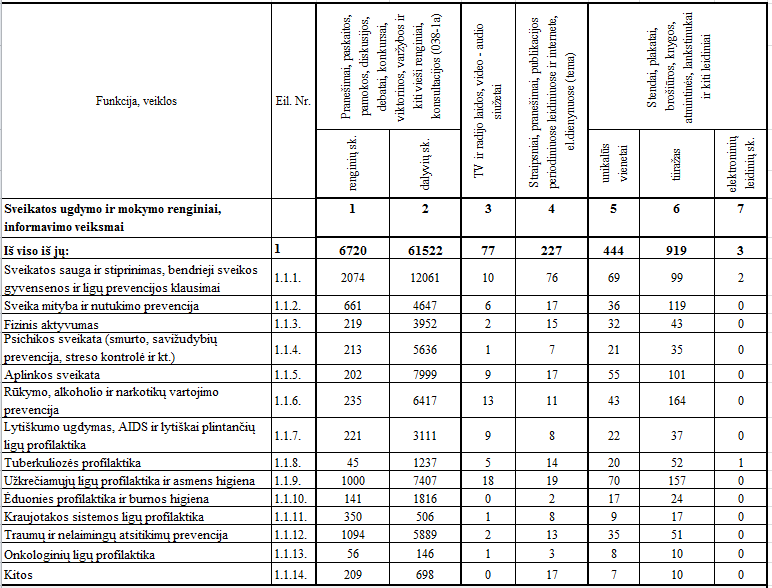 Funkcija, veiklos
Eil. Nr.
Pranešimai, paskaitos,
pamokos, diskusijos,
debatai, konkursai,
viktorinos, varžybos ir
kiti vieši renginiai,
konsultacijos (038-1a)
TV ir radijo laidos, video - audio
siužetai
Straipsniai, pranešimai, publikacijos
periodiniuose leidiniuose ir internete,
el.dienynuose (tema)
Stendai, plakatai,
brošiūros, knygos,
atmintinės, lankstinukai
ir kiti leidiniai
renginių sk.
dalyvių sk.
unikalūs
vienetai
tiražas
elektroninių
leidinių sk.
Sveikatos ugdymo ir mokymo renginiai,
informavimo veiksmai
1 2 3 4 5 6 7
Iš viso iš jų: 1 6720 61522 77 227 444 919 3
Sveikatos sauga ir stiprinimas, bendrieji sveikos
gyvensenos ir ligų prevencijos klausimai
1.1.1. 2074 12061 10 76 69 99 2
Sveika mityba ir nutukimo prevencija 1.1.2. 661 4647 6 17 36 119 0
Fizinis aktyvumas 1.1.3. 219 3952 2 15 32 43 0
Psichikos sveikata (smurto, savižudybių
prevencija, streso kontrolė ir kt.)
1.1.4. 213 5636 1 7 21 35 0
Aplinkos sveikata 1.1.5. 202 7999 9 17 55 101 0
Rūkymo, alkoholio ir narkotikų vartojimo
prevencija
1.1.6. 235 6417 13 11 43 164 0
Lytiškumo ugdymas, AIDS ir lytiškai plintančių
ligų profilaktika
1.1.7. 221 3111 9 8 22 37 0
Tuberkuliozės profilaktika 1.1.8. 45 1237 5 14 20 52 1
Užkrečiamųjų ligų profilaktika ir asmens higiena 1.1.9. 1000 7407 18 19 70 157 0
Ėduonies profilaktika ir burnos higiena 1.1.10. 141 1816 0 2 17 24 0
Kraujotakos sistemos ligų profilaktika 1.1.11. 350 506 1 8 9 17 0
Traumų ir nelaimingų atsitikimų prevencija 1.1.12. 1094 5889 2 13 35 51 0
Onkologinių ligų profilaktika 1.1.13. 56 146 1 3 8 10 0
Kitos 1.1.14. 209 698 0 17 7 10 0